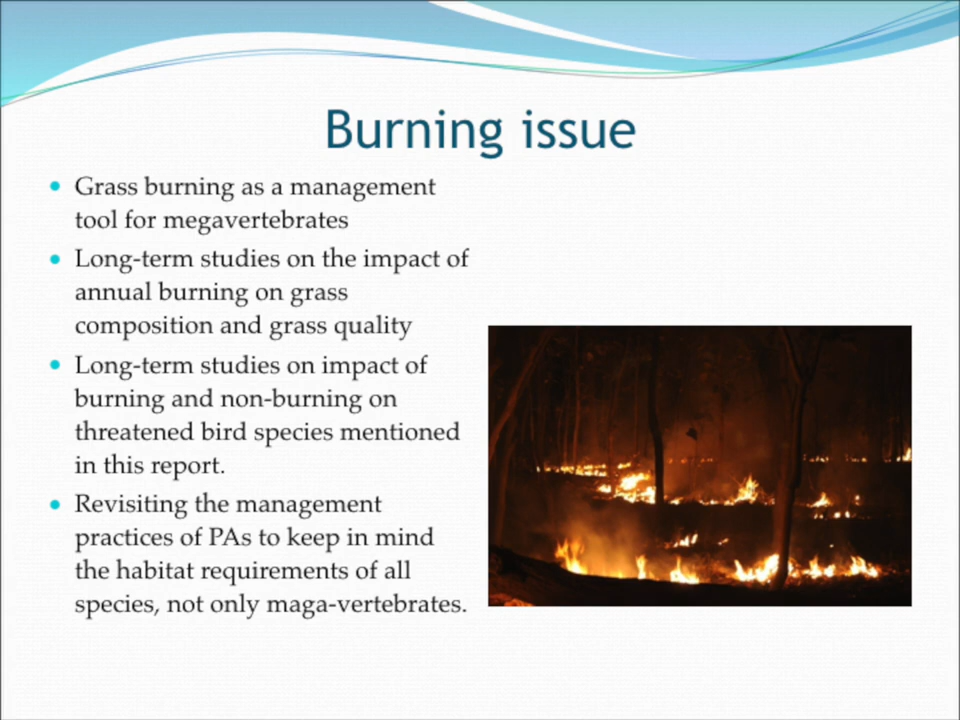 Burning issue
Grass burning as a management
tool for megavertebrates
Long-term studies on the impact of
annual burning on grass
composition and grass quality
Long-term studies on impact of
burning and non-burning on
threatened bird species mentioned
in this report.
Revisiting the management
practices of PAs to keep in mind
the habitat requirements of all
species, not only maga-vertebrates.